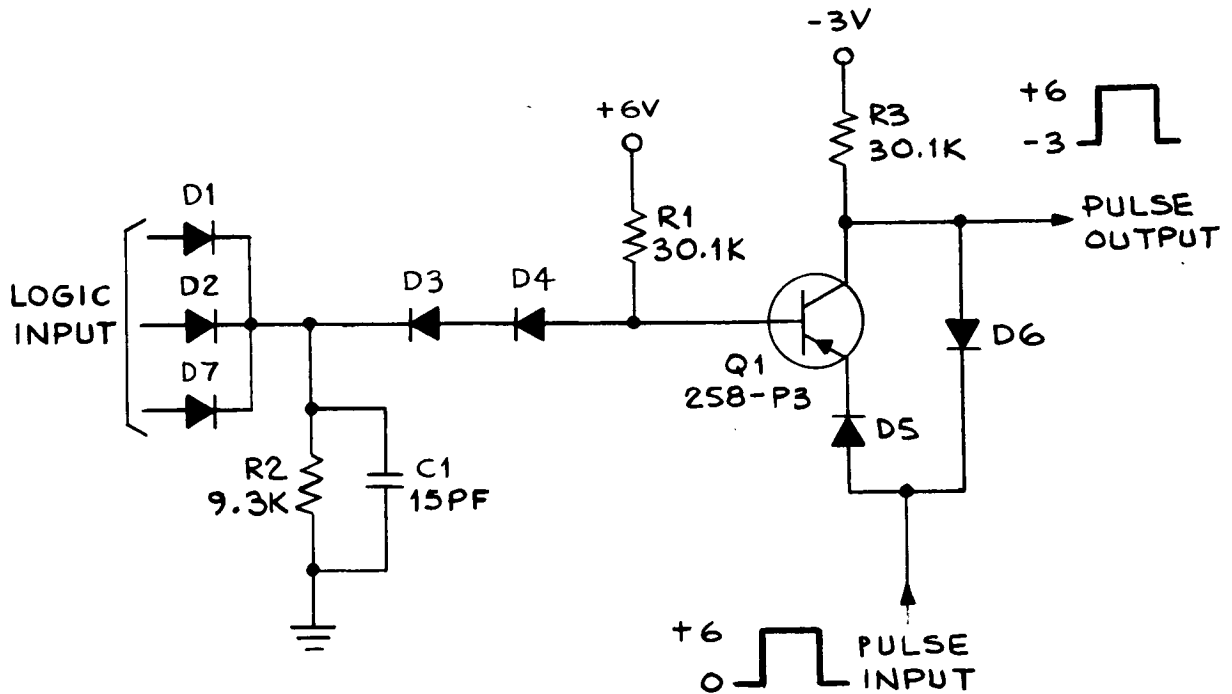 -3V
+6
-3
R3
30.1K
+6V
R1
30.1K
PULSE
OUTPUT
D1
D2
D7
LOGIC
INPUT
D3
D4
D6
Q1
258-P3
D5
R2
9.3K
C1
15PF
+6
0
PULSE
INPUT